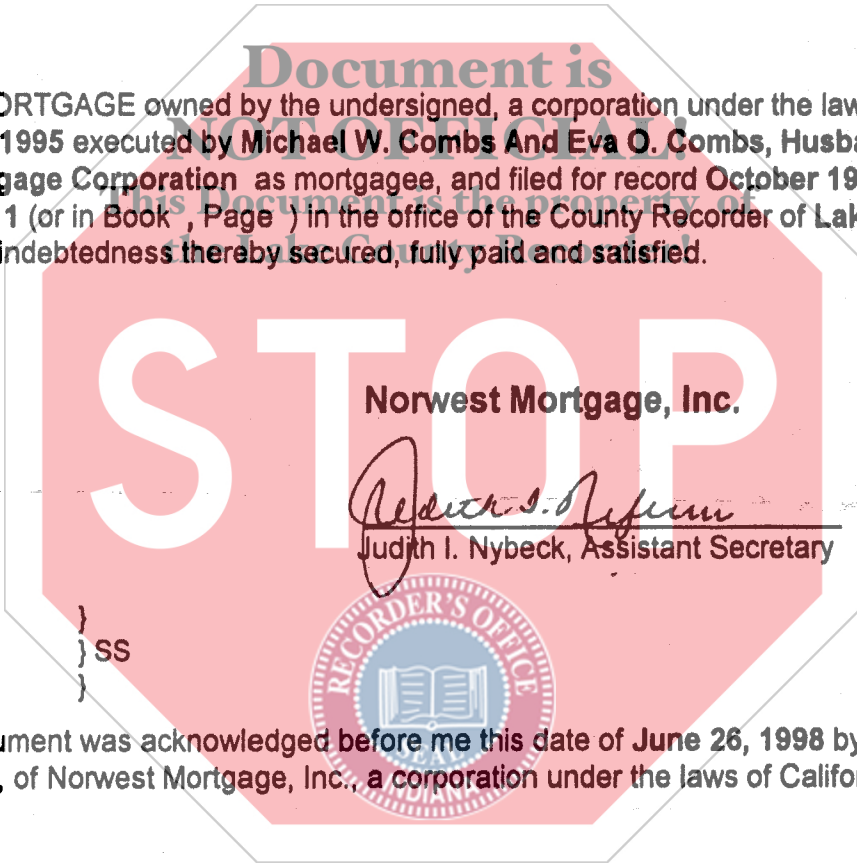 Document is
ORTGAGE owned by the undersigned, a corporation under the law
NOT OFFICIAL!
1995 executed by Michael W. Combs And Eva O. Combs, Husba
gage Corporation as mortgagee, and filed for record October 19
This Document is the property of
1 (or in Book , Page ) in the office of the County Recorder of Lak
the Lake County Recorder!
indebtedness thereby secured, fully paid and satisfied.
STOP
Norwest Mortgage, Inc.
Judith I. Nybeck, Assistant Secretary
}
} SS
}
RECORDER'S OFFICE
SEAL
INDIANA
ument was acknowledged before me this date of June 26, 1998 by
, of Norwest Mortgage, Inc., a corporation under the laws of Califor